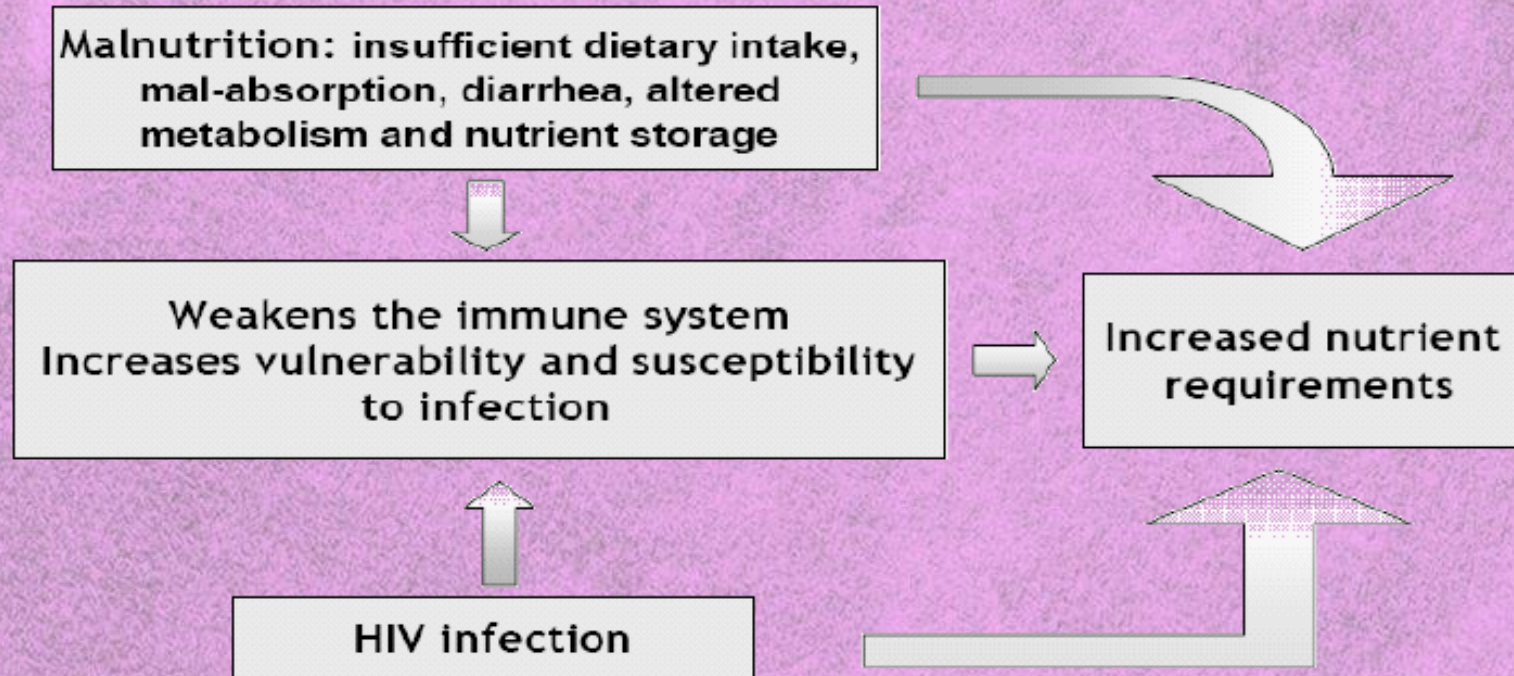 Malnutrition: insufficient dietary intake,
mal-absorption, diarrhea, altered
metabolism and nutrient storage
Weakens the immune system
Increases vulnerability and susceptibility
to infection
Increased nutrient
requirements
HIV infection